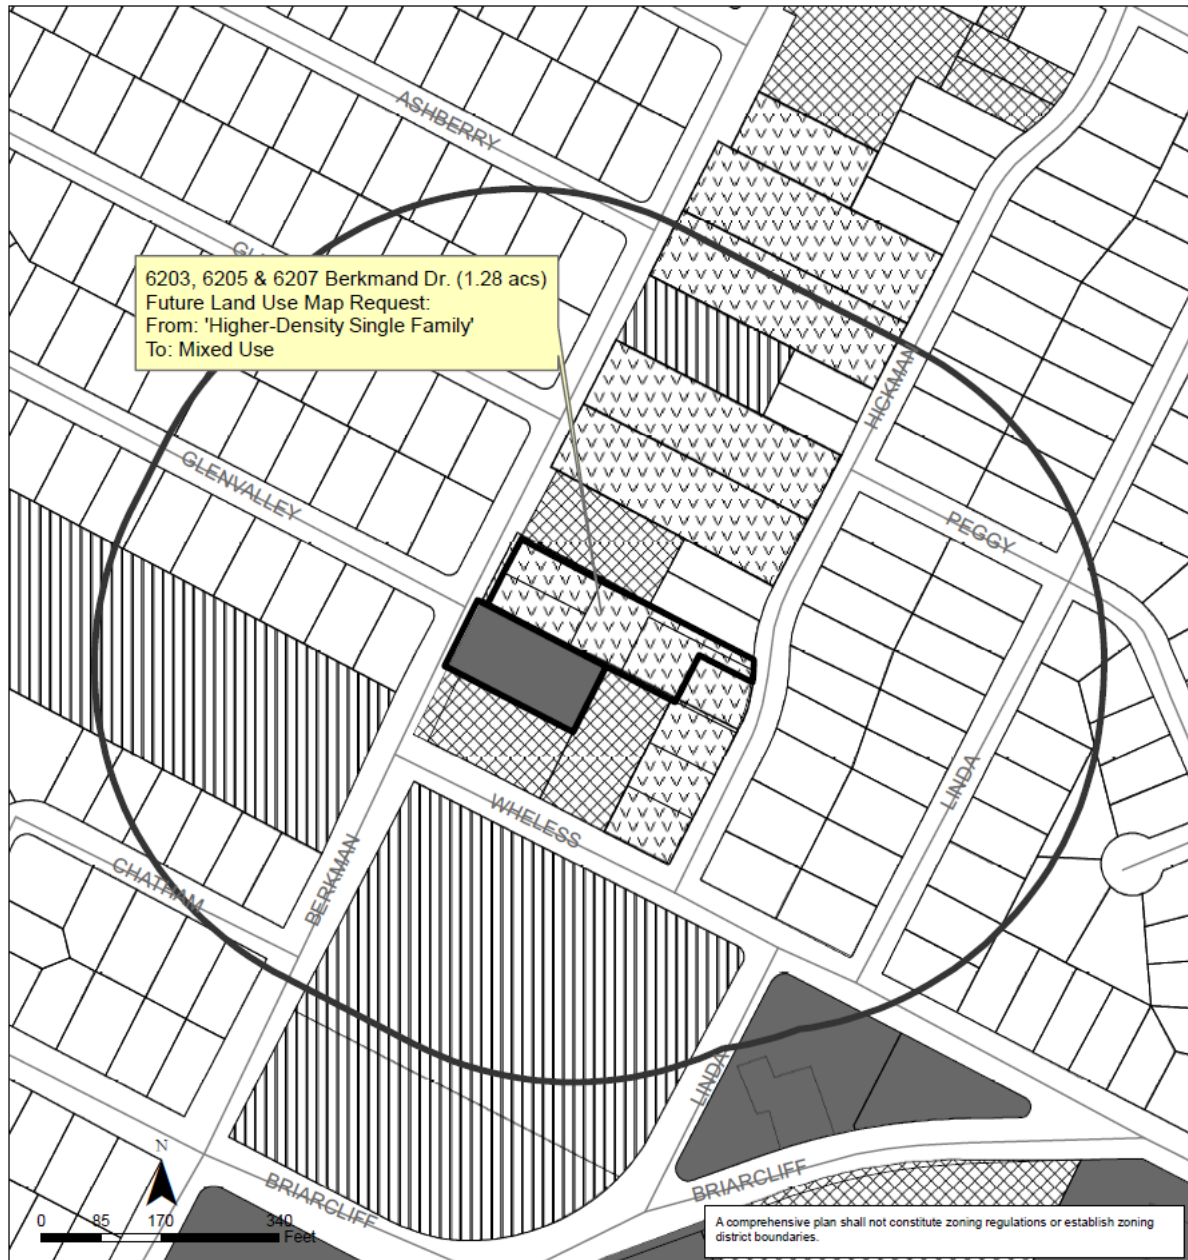 ASHBERRY
GL
6203, 6205 & 6207 Berkmand Dr. (1.28 acs)
Future Land Use Map Request:
From: 'Higher-Density Single Family'
To: Mixed Use
HICKMAN
GLENVALLEY
PEGGY
LINDA
WHELESS
BERKMAN
CHATHAM
LINDA
BRIARCLIFF
BRIARCLIFF
N
0 85 170 340
Feet
A comprehensive plan shall not constitute zoning regulations or establish zoning
district boundaries.